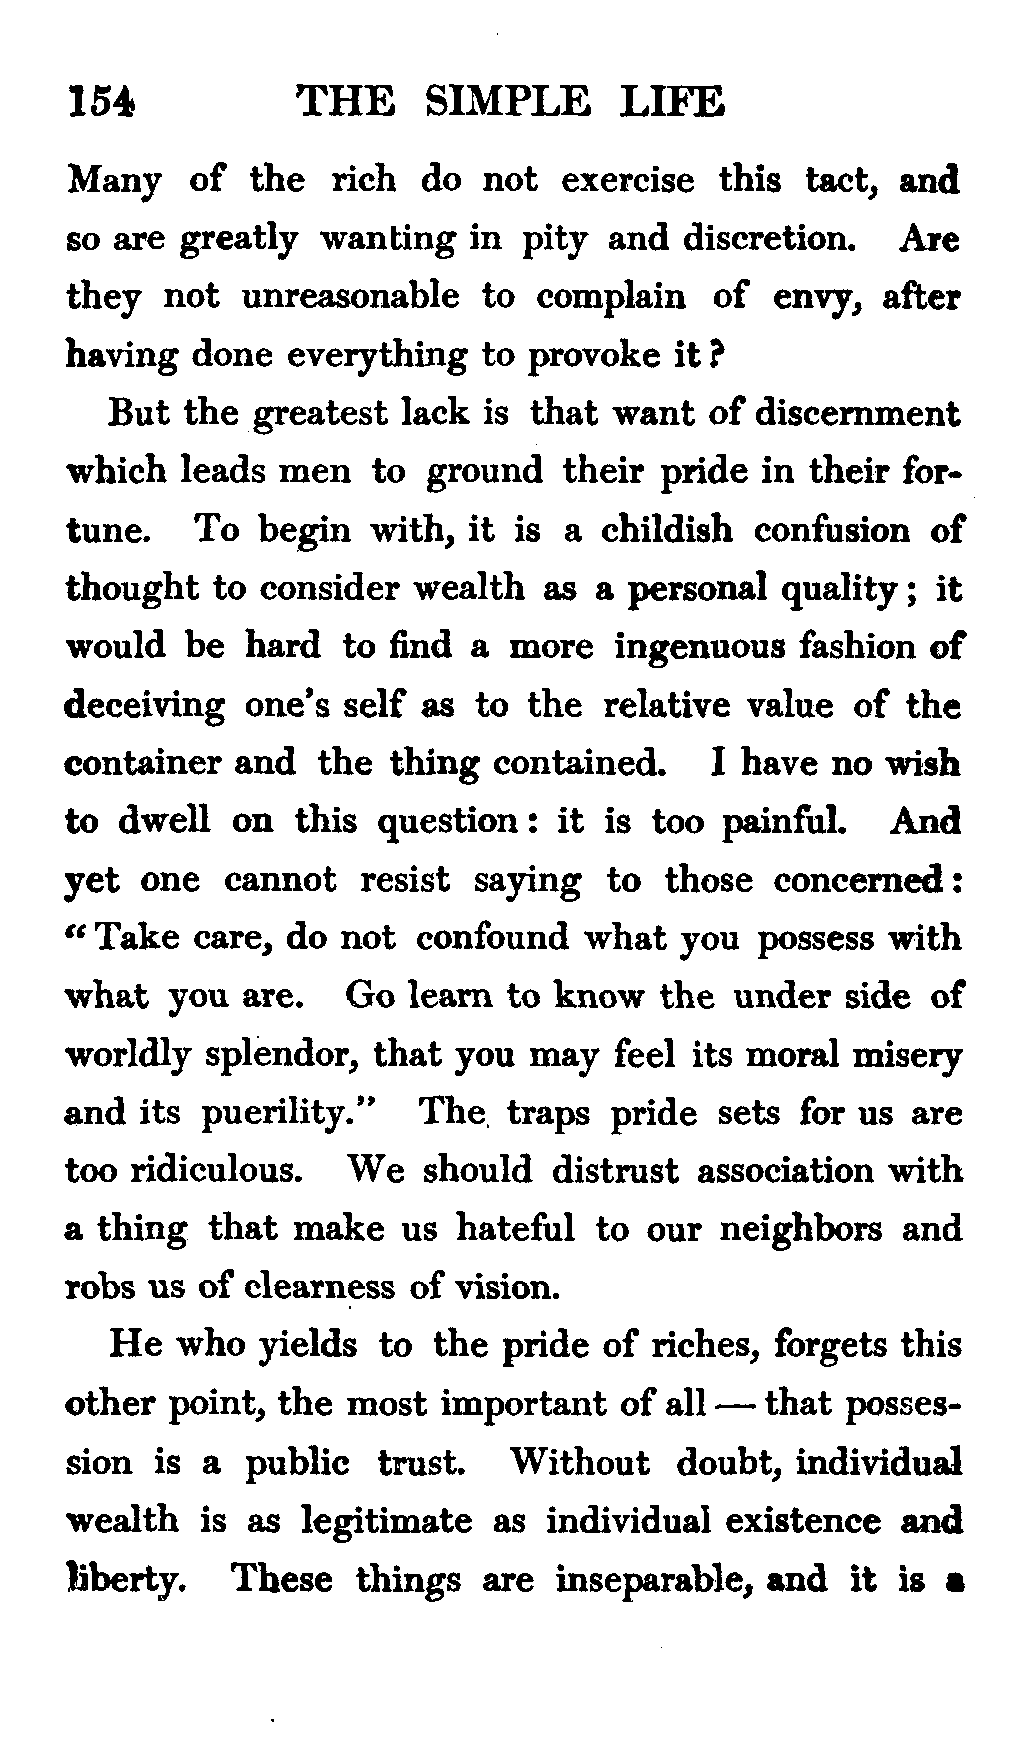 154 THE SIMPLE LIFE
Many of the rich do not exercise this tact, and
so are greatly wanting in pity and discretion. Are
they not unreasonable to complain of envy, after
having done everything to provoke it?
But the greatest lack is that want of discernment
which leads men to ground their pride in their for-
tune. To begin with, it is a childish confusion of
thought to consider wealth as a personal quality; it
would be hard to find a more ingenuous fashion of
deceiving one's self as to the relative value of the
container and the thing contained. I have no wish
to dwell on this question: it is too painful. And
yet one cannot resist saying to those concerned:
"Take care, do not confound what you possess with
what you are. Go learn to know the under side of
worldly splendor, that you may feel its moral misery
and its puerility." The traps pride sets for us are
too ridiculous. We should distrust association with
a thing that make us hateful to our neighbors and
robs us of clearness of vision.
He who yields to the pride of riches, forgets this
other point, the most important of all — that posses-
sion is a public trust. Without doubt, individual
wealth is as legitimate as individual existence and
liberty. These things are inseparable, and it is a